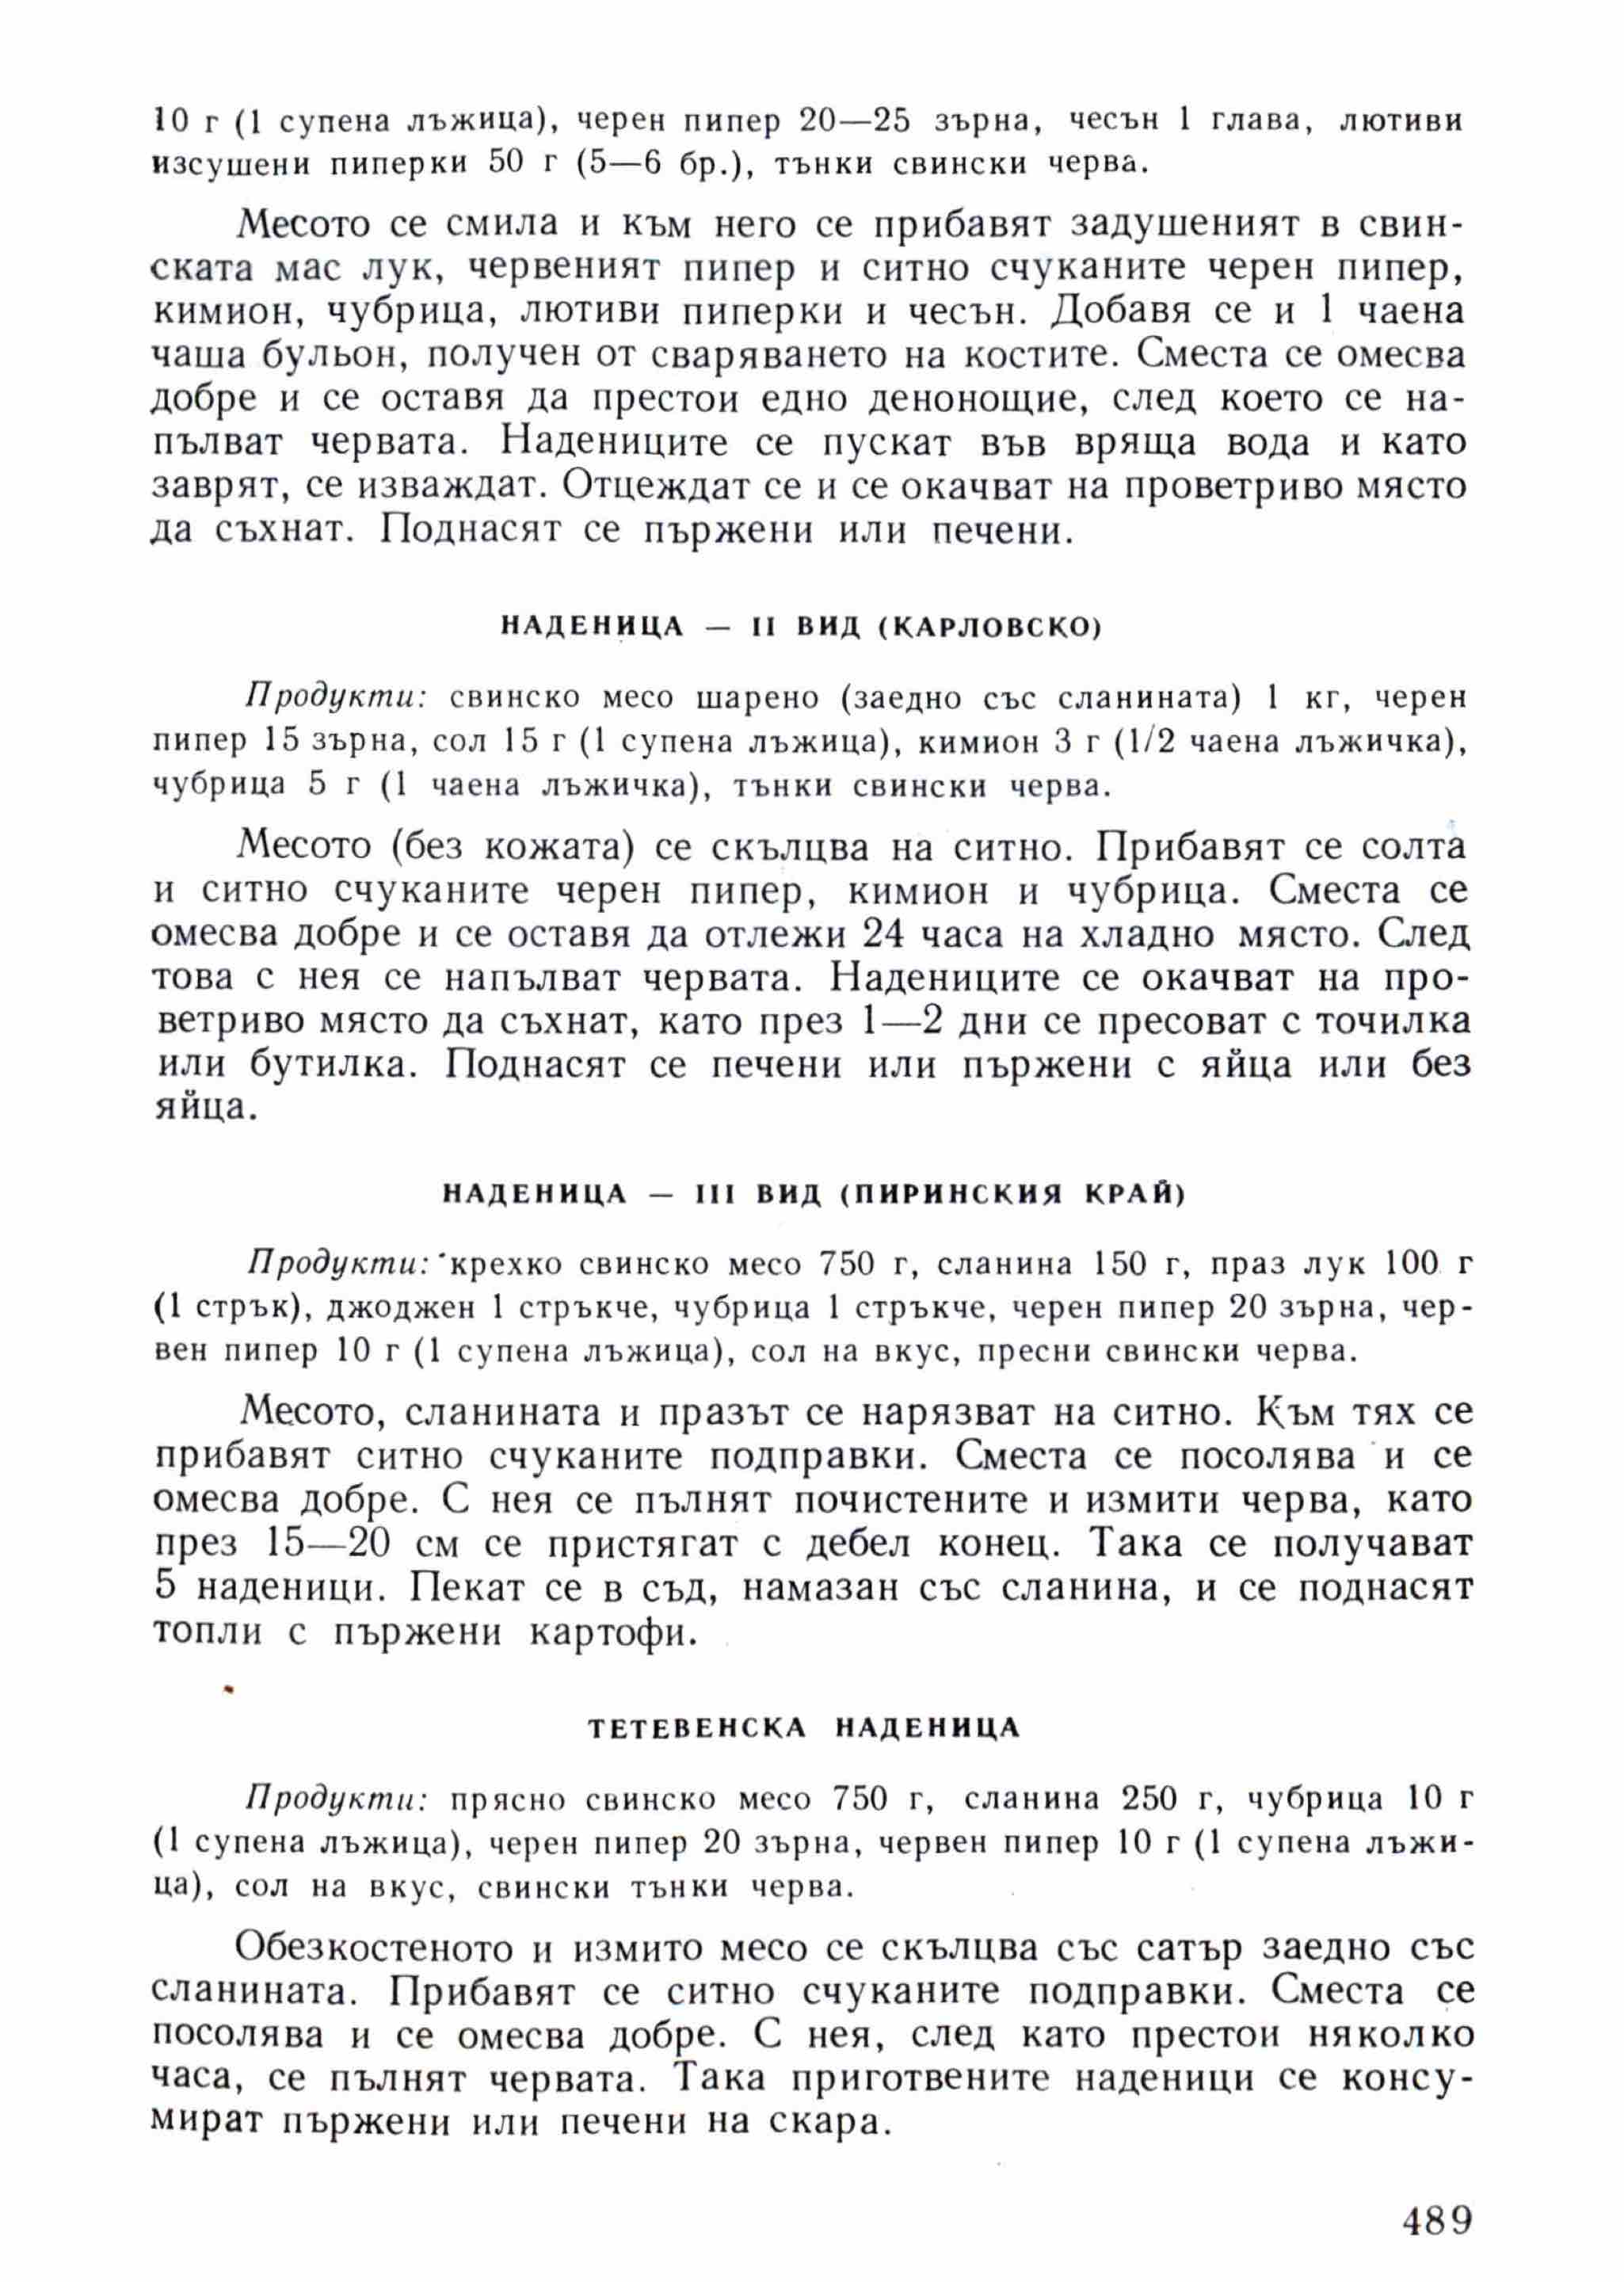 10 г (1 супена лъжица), черен пипер 20—25 зърна, чесън 1 глава, лютиви
изсушени пиперки 50 г (5—6 бр.), тънки свински черва.
Месото се смила и към него се прибавят задушеният в свин-
ската мас лук, червеният пипер и ситно счуканите черен пипер,
кимион, чубрица, лютиви пиперки и чесън. Добавя се и 1 чаена
чаша бульон, получен от сваряването на костите. Сместа се омесва
добре и се оставя да престои едно денонощие, след което се на-
пълват червата. Надениците се пускат във вряща вода и като
заврят, се изваждат. Отцеждат се и се окачват на проветриво място
да съхнат. Поднасят се пържени или печени.
НАДЕНИЦА — II ВИД (КАРЛОВСКО)
Продукти: свинско месо шарено (заедно със сланината) 1 кг, черен
пипер 15 зърна, сол 15 г (1 супена лъжица), кимион 3 г (1/2 чаена лъжичка),
чубрица 5 г (1 чаена лъжичка), тънки свински черва.
Месото (без кожата) се скълцва на ситно. Прибавят се солта
и ситно счуканите черен пипер, кимион и чубрица. Сместа се
омесва добре и се оставя да отлежи 24 часа на хладно място. След
това с нея се напълват червата. Надениците се окачват на про-
ветриво място да съхнат, като през 1—2 дни се пресоват с точилка
или бутилка. Поднасят се печени или пържени с яйца или без
яйца.
НАДЕНИЦА — III ВИД (ПИРИНСКИЯ КРАЙ)
Продукти: крехко свинско месо 750 г, сланина 150 г, праз лук 100 г
(1 стрък), джоджен 1 стръкче, чубрица 1 стръкче, черен пипер 20 зърна, чер-
вен пипер 10 г (1 супена лъжица), сол на вкус, пресни свински черва.
Месото, сланината и празът се нарязват на ситно. Към тях се
прибавят ситно счуканите подправки. Сместа се посолява и се
омесва добре. С нея се пълнят почистените и измити черва, като
през 15—20 см се пристягат с дебел конец. Така се получават
5 наденици. Пекат се в съд, намазан със сланина, и се поднасят
топли с пържени картофи.
ТЕТЕВЕНСКА НАДЕНИЦА
Продукти: прясно свинско месо 750 г, сланина 250 г, чубрица 10 г
(1 супена лъжица), черен пипер 20 зърна, червен пипер 10 г (1 супена лъжи-
ца), сол на вкус, свински тънки черва.
Обезкостеното и измито месо се скълцва със сатър заедно със
сланината. Прибавят се ситно счуканите подправки. Сместа се
посолява и се омесва добре. С нея, след като престои няколко
часа, се пълнят червата. Така приготвените наденици се консу-
мират пържени или печени на скара.
489